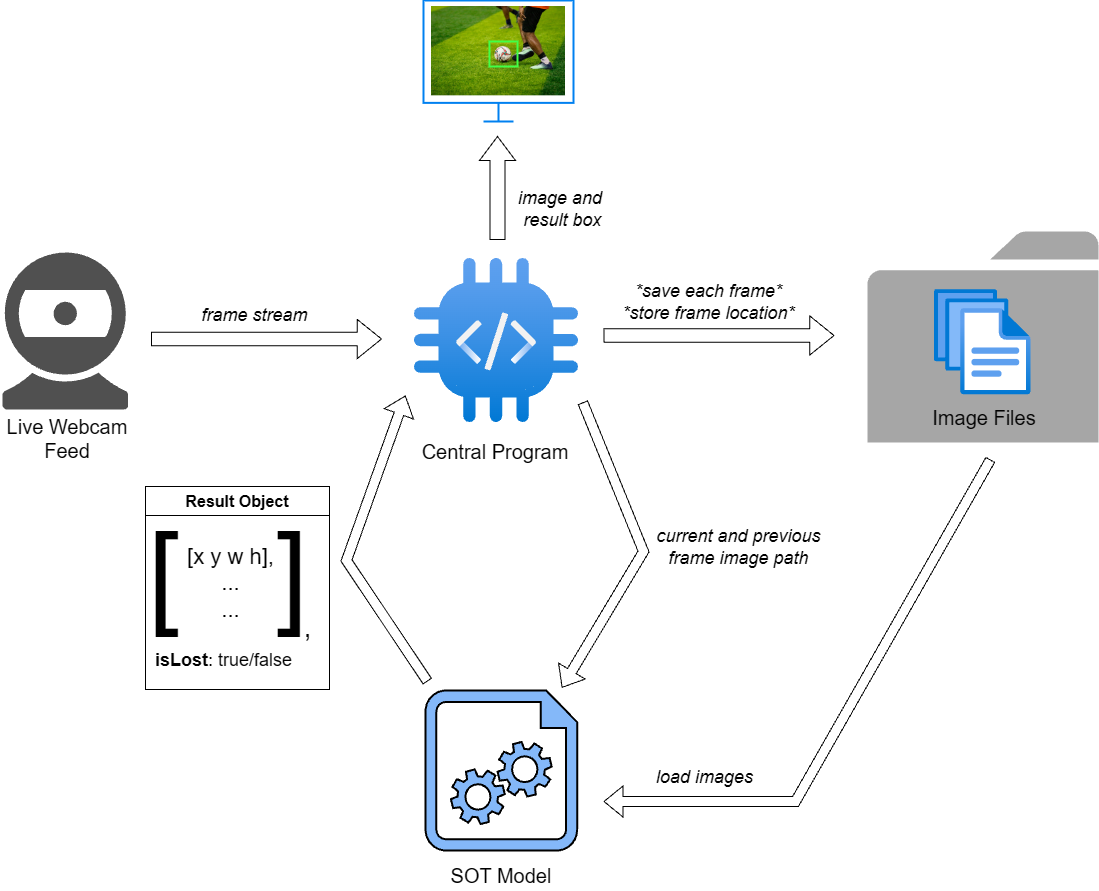 image and
result box
*save each frame*
*store frame location*
frame stream
Live Webcam
Feed
Central Program
Image Files
Result Object
[x y w h],
...
...
,
isLost: true/false
current and previous
frame image path
load images
SOT Model